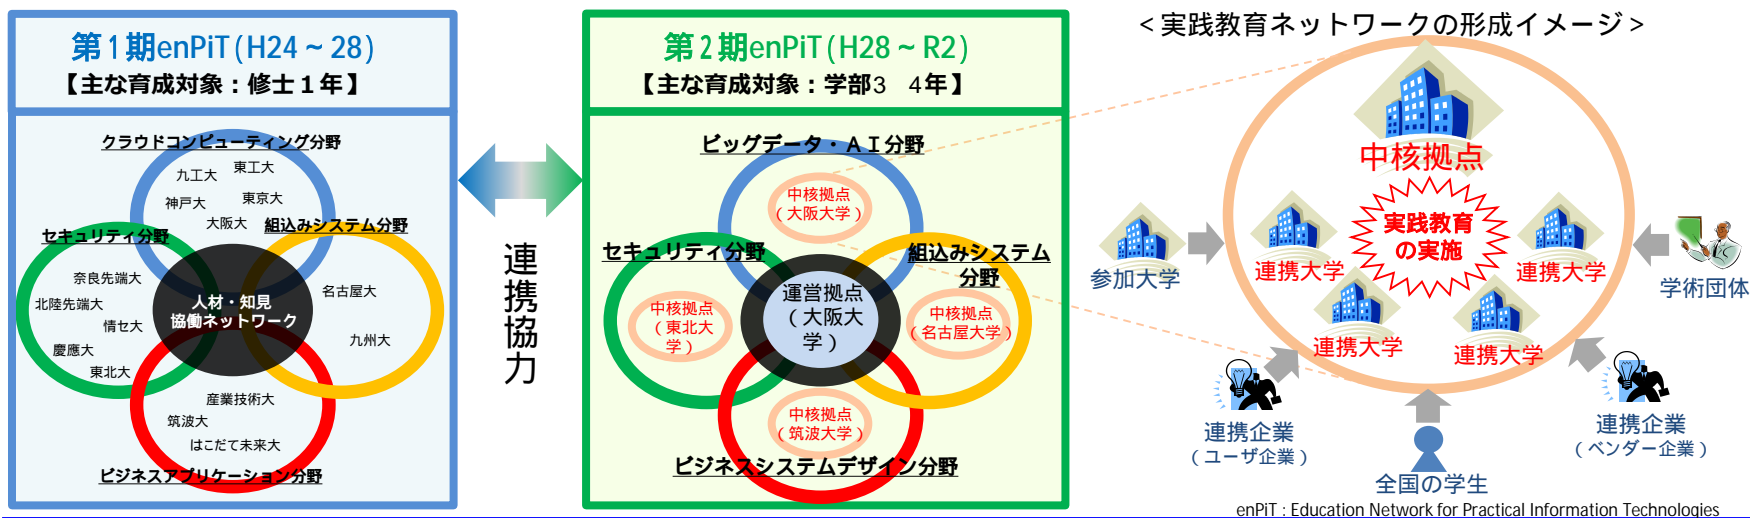 第1期enPiT(H24～28)
【主な育成対象：修士１年】
クラウドコンピューティング分野
九工大
東工大
神戸大
東京大
大阪大
セキュリティ分野
組込みシステム分野
奈良先端大
北陸先端大
情セ大
慶應大
東北大
人材・知見
協働ネットワーク
名古屋大
九州大
産業技術大
筑波大
はこだて未来大
ビジネスアプリケーション分野
連携協力
第2期enPiT(H28～R2)
【主な育成対象：学部3　4年】
ビッグデータ・ＡＩ分野
中核拠点
（大阪大学）
セキュリティ分野
組込みシステム
分野
中核拠点
（東北大
学）
運営拠点
（大阪大
学）
中核拠点
（名古屋大学）
中核拠点
（筑波大学）
ビジネスシステムデザイン分野
＜実践教育ネットワークの形成イメージ＞
中核拠点
実践教育
の実施
連携大学
連携大学
連携大学
連携大学
参加大学
学術団体
連携企業
（ユーザ企業）
連携企業
（ベンダー企業）
全国の学生
enPiT : Education Network for Practical Information Technologies